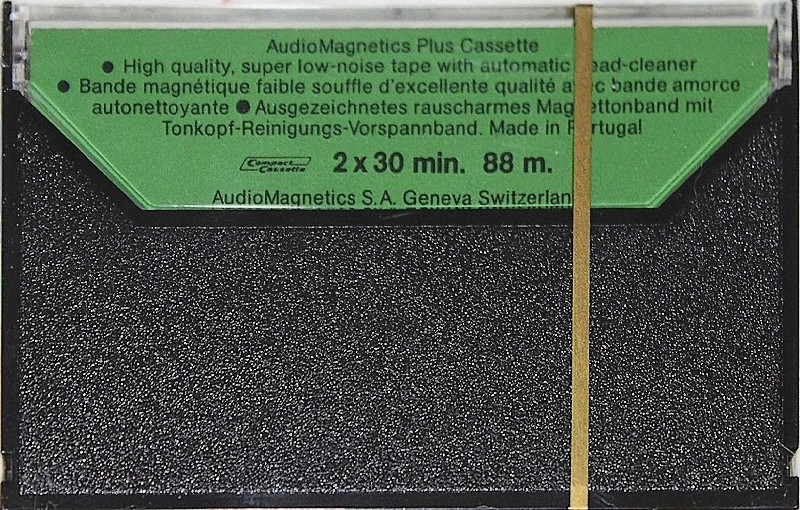 AudioMagnetics Plus Cassette
● High quality, super low-noise tape with automatic head-cleaner
● Bande magnétique faible souffle d'excellente qualité avec bande amorce
autonettoyante ● Ausgezeichnetes rauscharmes Magnettonband mit
Tonkopf-Reinigungs-Vorspannband. Made in Portugal
Compact Cassette 2 x 30 min. 88 m.
AudioMagnetics S.A. Geneva Switzerland